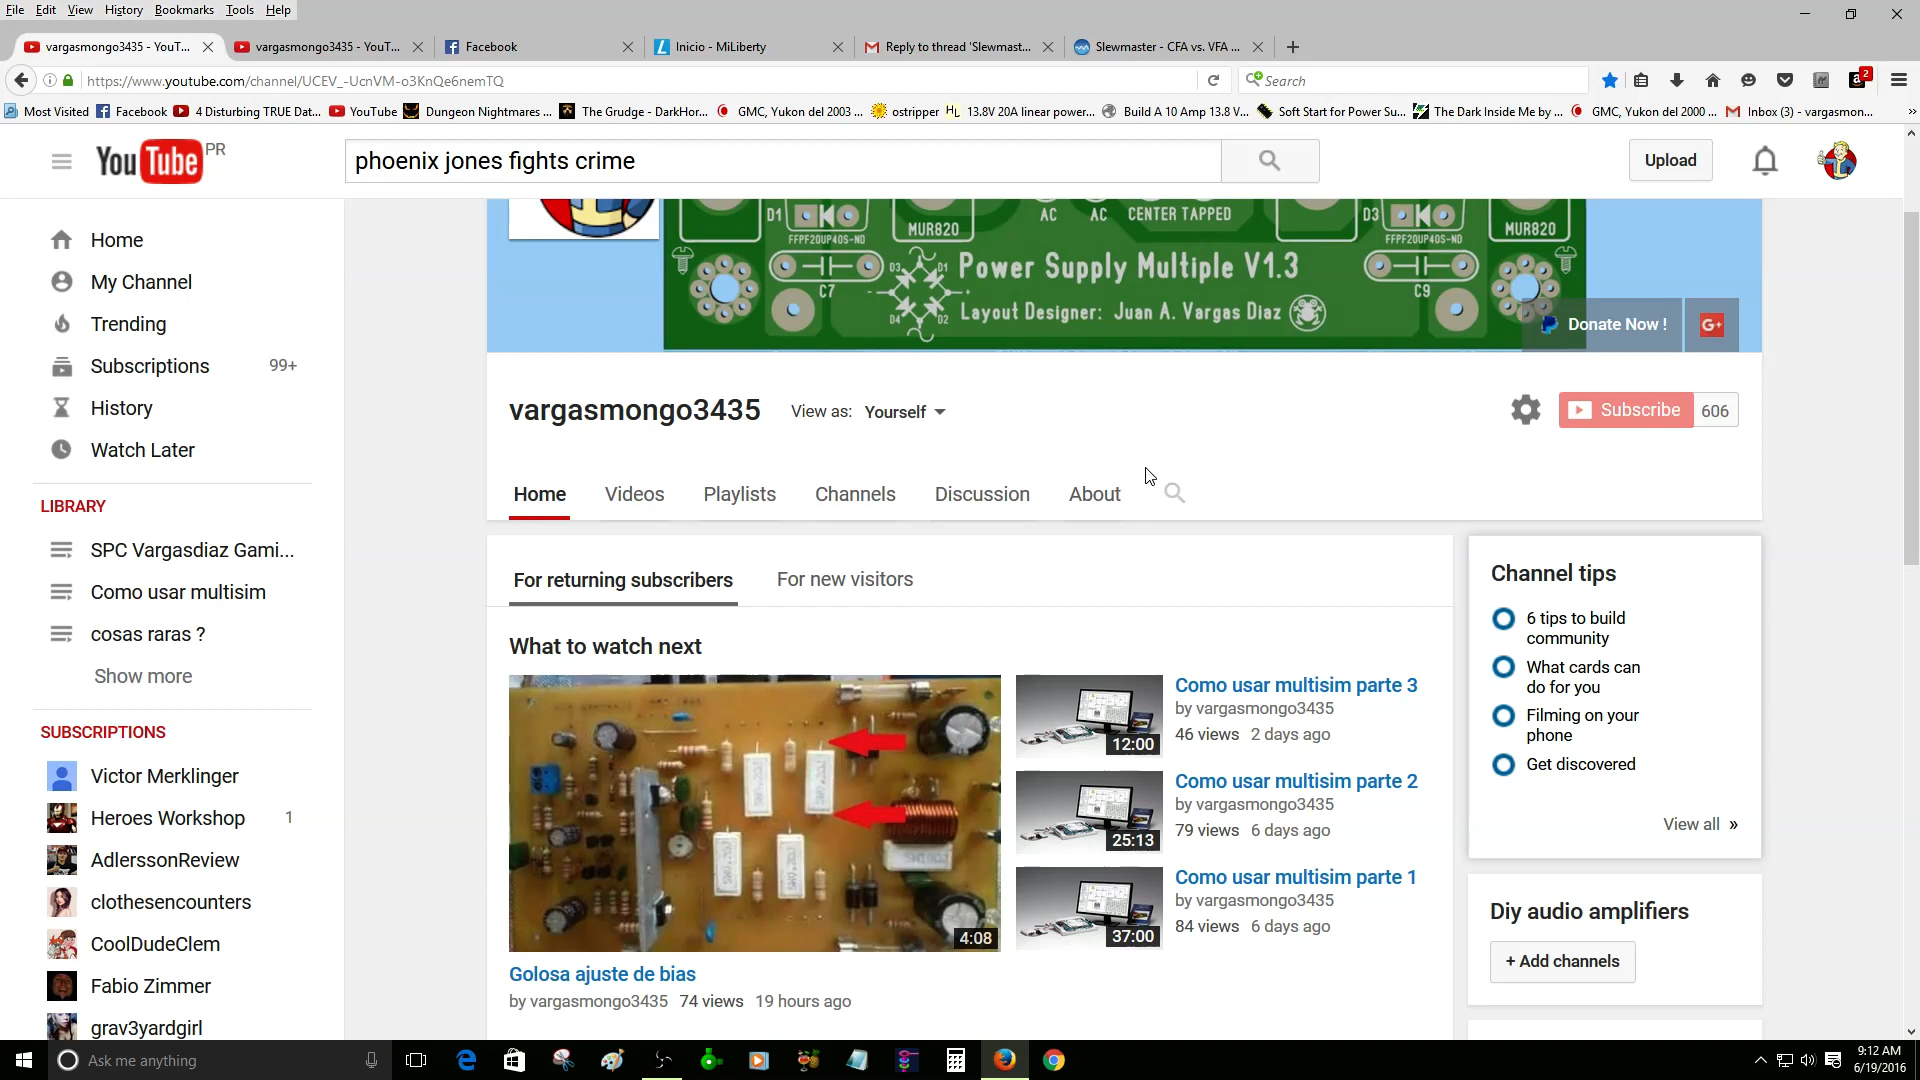 File Edit View History Bookmarks Tools Help
vargasmongo3435 - YouT...
vargasmongo3435 - YouT...
Facebook
Inicio - MiLiberty
Reply to thread 'Slewmast...
Slewmaster - CFA vs. VFA ...
https://www.youtube.com/channel/UCEV_-UcnVM-o3KnQe6nemTQ
Search
2
Most Visited Facebook 4 Disturbing TRUE Dat... YouTube Dungeon Nightmares ... The Grudge - DarkHor... GMC, Yukon del 2003 ... ostripper 13.8V 20A linear power... Build A 10 Amp 13.8 V... Soft Start for Power Su... The Dark Inside Me by ... GMC, Yukon del 2000 ... Inbox (3) - vargasmon...
YouTube PR
phoenix jones fights crime
Upload
Home
My Channel
Trending
Subscriptions 99+
History
Watch Later
LIBRARY
SPC Vargasdiaz Gami...
Como usar multisim
cosas raras ?
Show more
SUBSCRIPTIONS
Victor Merklinger
Heroes Workshop 1
AdlerssonReview
clothesencounters
CoolDudeClem
Fabio Zimmer
grav3yardgirl
D1 AC AC CENTER TAPPED D3
FFPF20UP40S-ND MUR820 FFPF20UP40S-ND MUR820
D3 D1 Power Supply Multiple V1.3
C7 C9
D4 D2 Layout Designer: Juan A. Vargas Diaz
Donate Now !
G+
vargasmongo3435
View as: Yourself
Subscribe 606
Home Videos Playlists Channels Discussion About
For returning subscribers For new visitors
What to watch next
4:08
Golosa ajuste de bias
by vargasmongo3435 74 views 19 hours ago
12:00
Como usar multisim parte 3
by vargasmongo3435
46 views 2 days ago
25:13
Como usar multisim parte 2
by vargasmongo3435
79 views 6 days ago
37:00
Como usar multisim parte 1
by vargasmongo3435
84 views 6 days ago
Channel tips
6 tips to build
community
What cards can
do for you
Filming on your
phone
Get discovered
View all »
Diy audio amplifiers
+ Add channels
Ask me anything
9:12 AM
6/19/2016